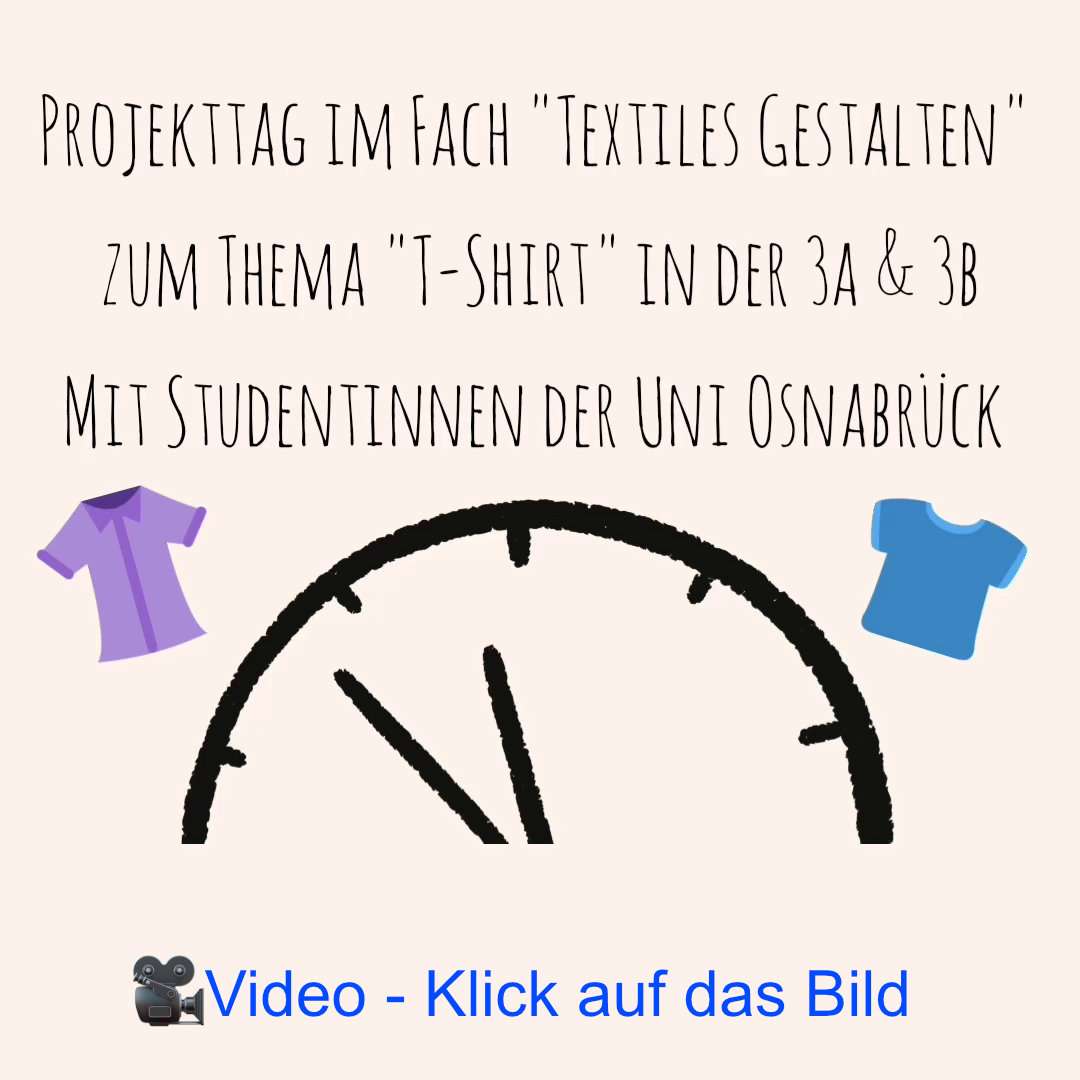 Projekttag im Fach "Textiles Gestalten"
zum Thema "T-Shirt" in der 3a & 3b
Mit Studentinnen der Uni Osnabrück
Video - Klick auf das Bild